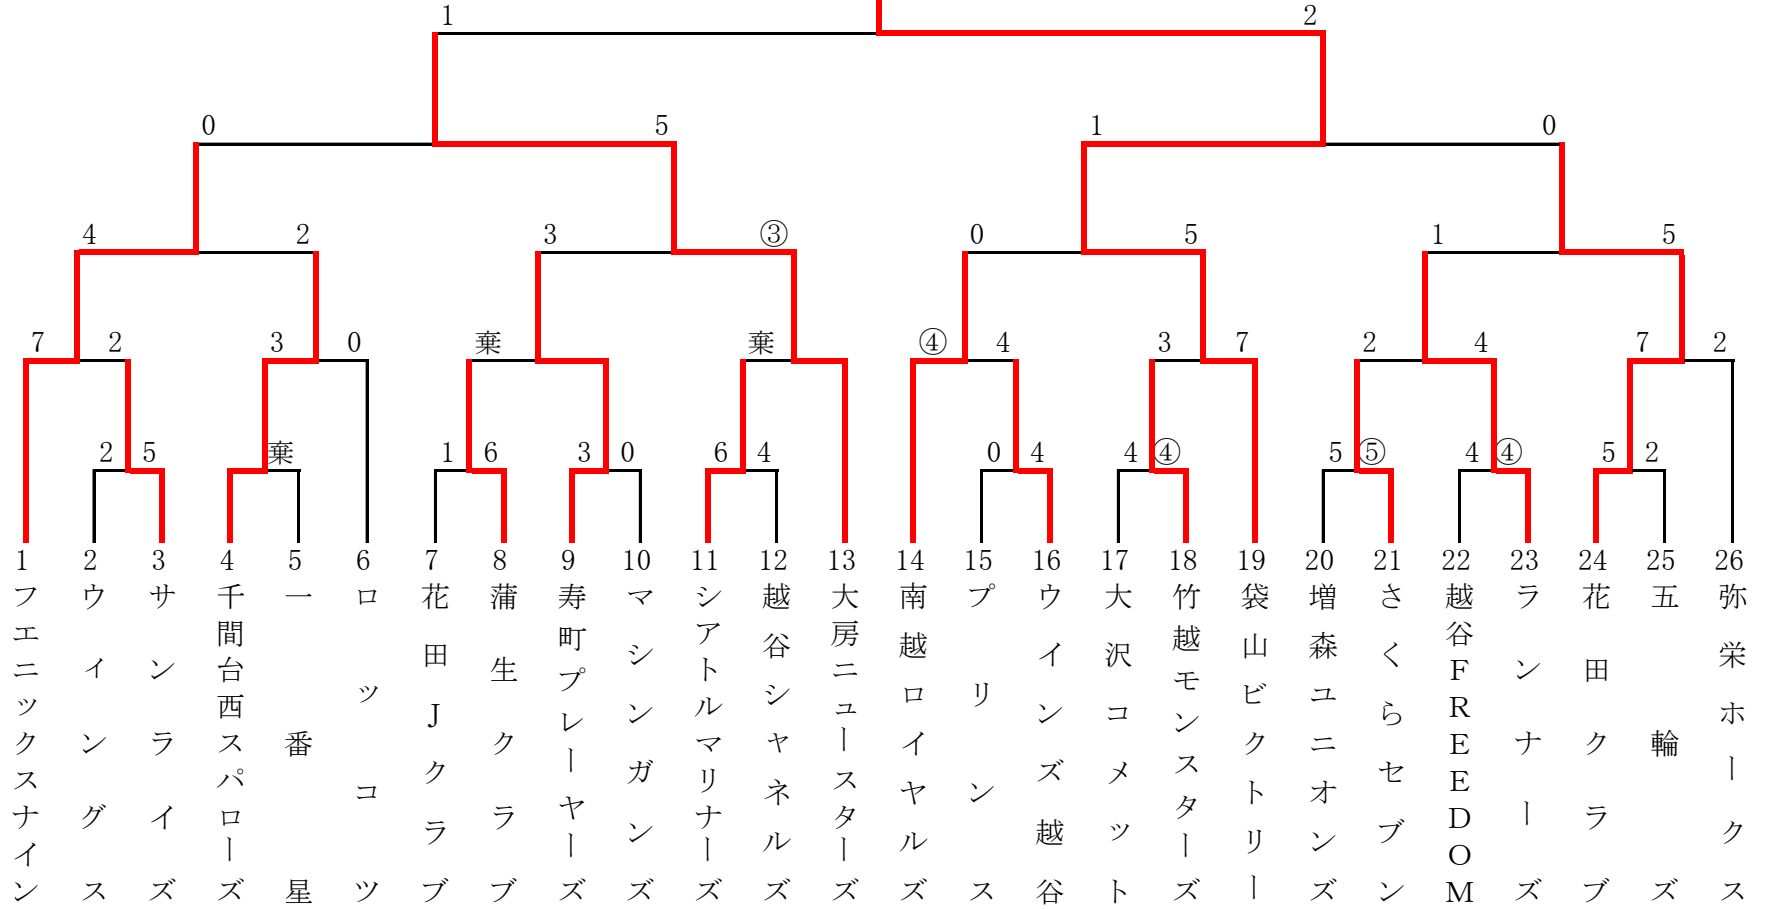 1 2
0 5 1 0
4 2 3 ③ 0 5 1 5
7 2 3 0 棄 棄 ④ 4 3 7 2 4 7 2
2 5 棄 1 6 3 0 6 4 0 4 4 ④ 5 ⑤ 4 ④ 5 2
1 2 3 4 5 6 7 8 9 10 11 12 13 14 15 16 17 18 19 20 21 22 23 24 25 26
フエニックスナイン
ウィングス
サンライズ
千間台西スパローズ
一番星
ロッコツ
花田Jクラブ
蒲生クラブ
寿町プレーヤーズ
マシンガンズ
シアトルマリナーズ
越谷シャネルズ
大房ニュースターズ
南越ロイヤルズ
プリンス
ウインズ越谷
大沢コメット
竹越モンスターズ
袋山ビクトリー
増森ユニオンズ
さくらセブン
越谷FREEDOM
ランナーズ
花田クラブ
五輪ズ
弥栄ホークス